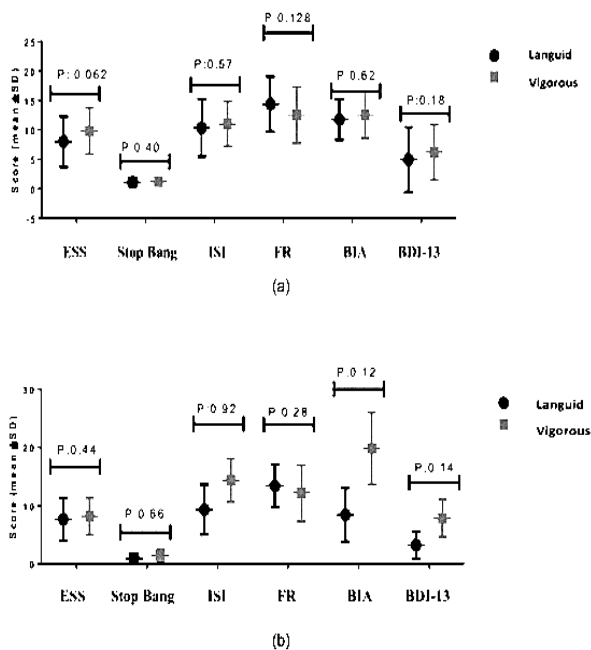 P 0.128
Languid
Vigorous
P: 0 062
P:0.57
P 0.62
P:0.18
P 0 40
25
20
15
10
5
0
-5
Score (mean±SD)
ESS
Stop Bang
ISI
FR
BIA
BDI-13
(a)
P 0 12
Languid
Vigorous
P:0 92
P 0 28
P.0.44
P.0 14
P 0 66
30
20
10
0
Score (mean±SD)
ESS
Stop Bang
ISI
FR
BIA
BDI-13
(b)